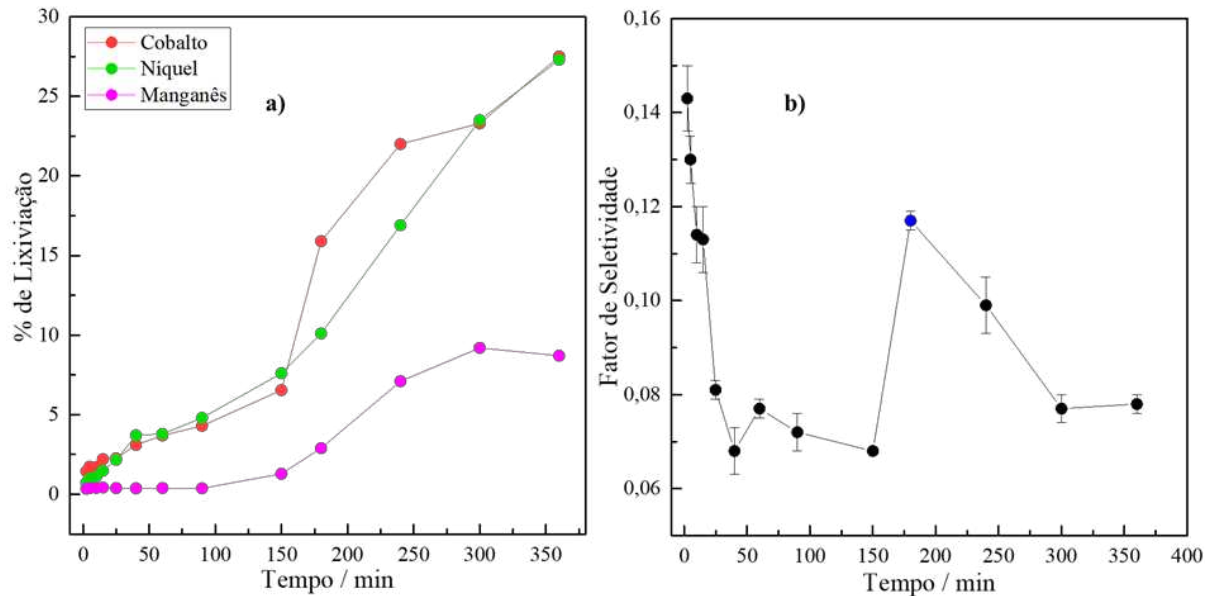 30
25
20
15
10
5
0
% de Lixiviação
Cobalto
Niquel
Manganês
a)
0 50 100 150 200 250 300 350
Tempo / min
0,16
0,14
0,12
0,10
0,08
0,06
Fator de Seletividade
b)
0 50 100 150 200 250 300 350 400
Tempo / min